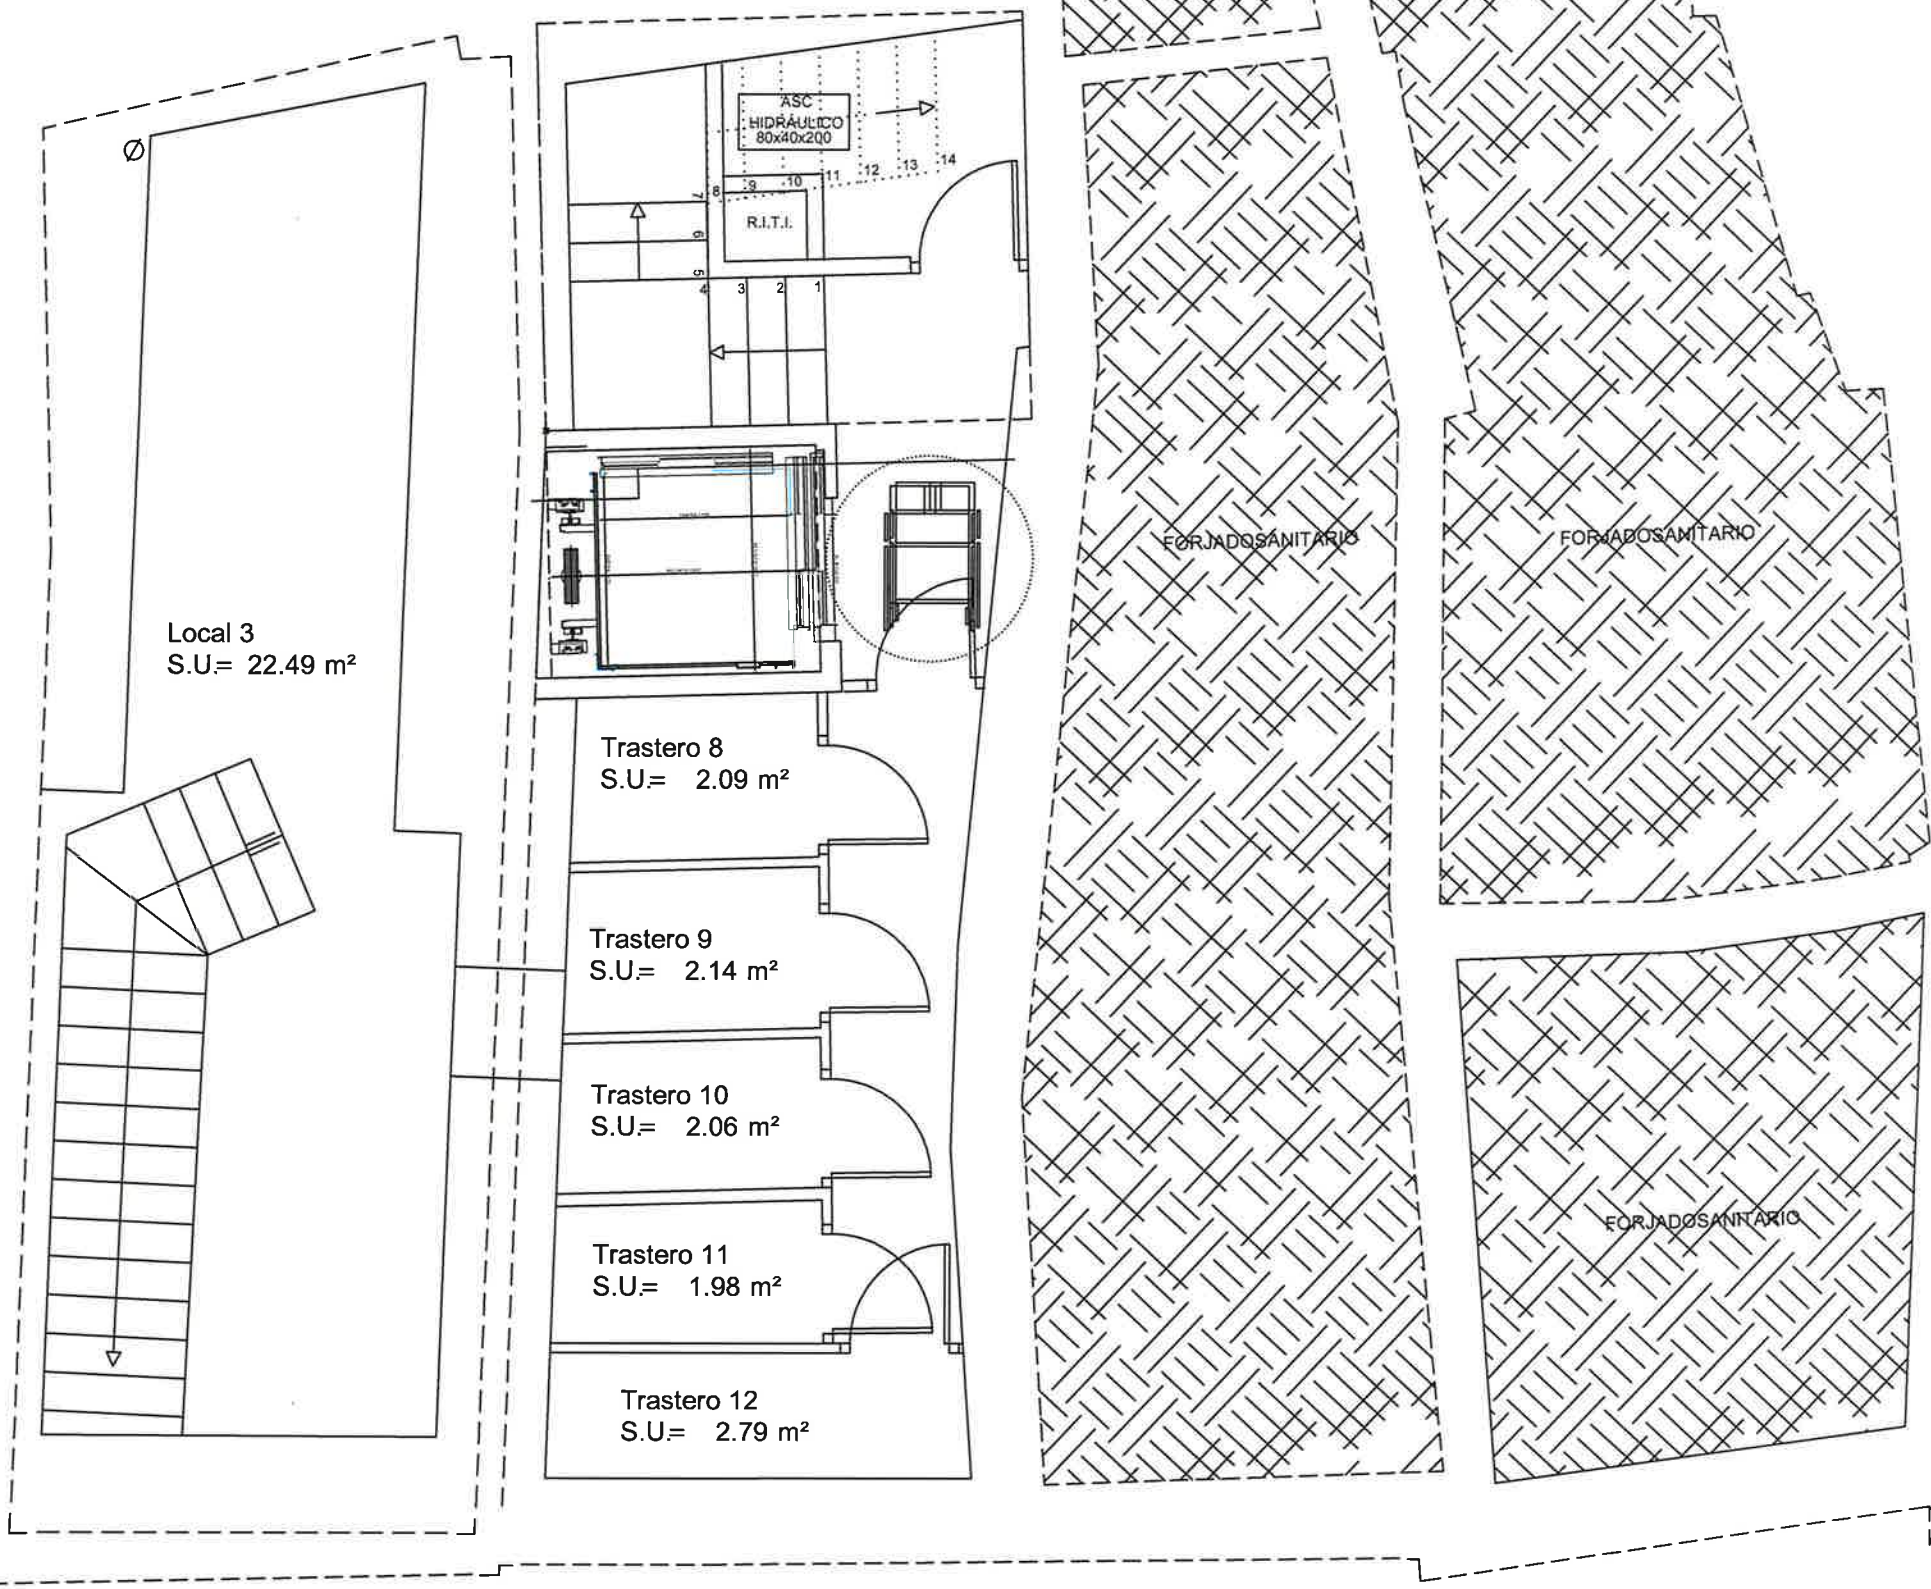 ASC
HIDRÁULICO
80x40x200
14
13
12
11
10
9
8
7
R.I.T.I.
6
5
4
3
2
1
FORJADOSANITARIO
FORJADOSANITARIO
Local 3
S.U.= 22.49 m²
Trastero 8
S.U.= 2.09 m²
Trastero 9
S.U.= 2.14 m²
Trastero 10
S.U.= 2.06 m²
Trastero 11
S.U.= 1.98 m²
FORJADOSANITARIO
Trastero 12
S.U.= 2.79 m²